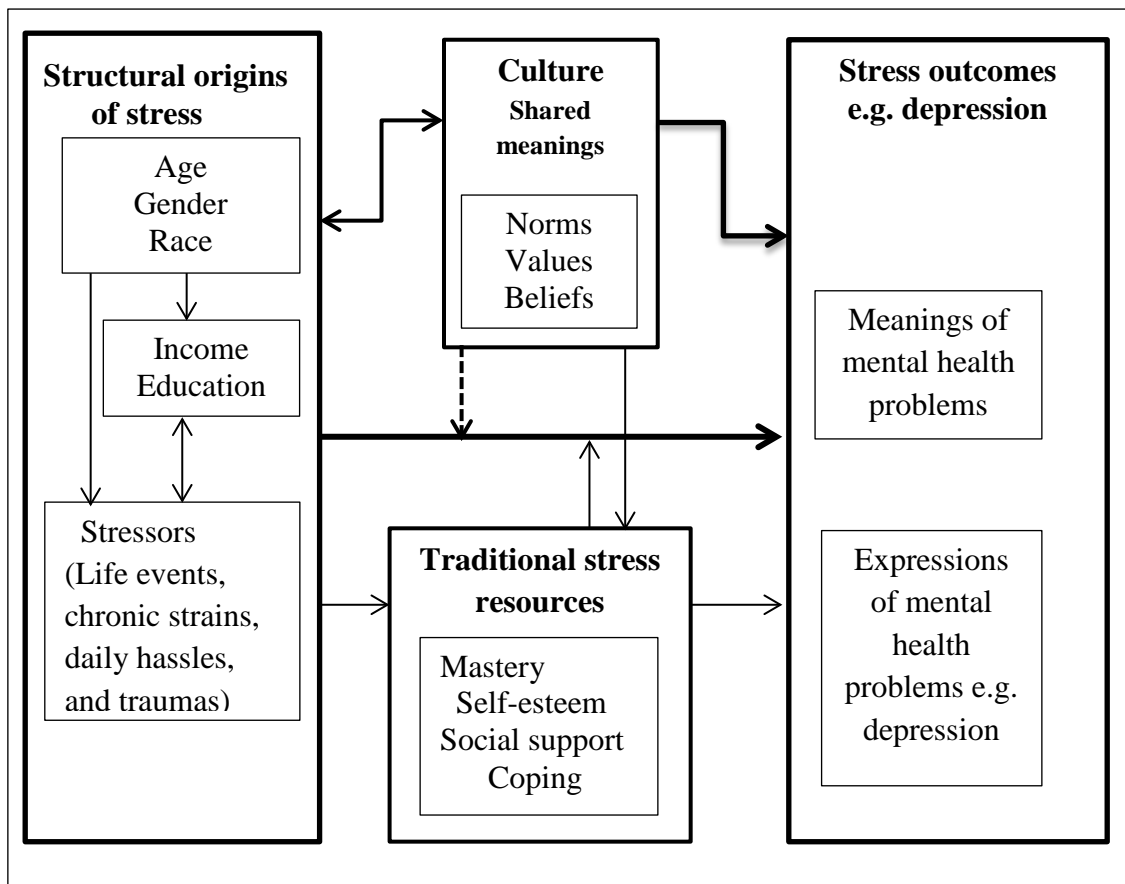 Structural origins
of stress
Age
Gender
Race
Income
Education
Stressors
(Life events,
chronic strains,
daily hassles,
and traumas)
Culture
Shared
meanings
Norms
Values
Beliefs
Traditional stress
resources
Mastery
Self-esteem
Social support
Coping
Stress outcomes
e.g. depression
Meanings of
mental health
problems
Expressions
of mental
health
problems e.g.
depression